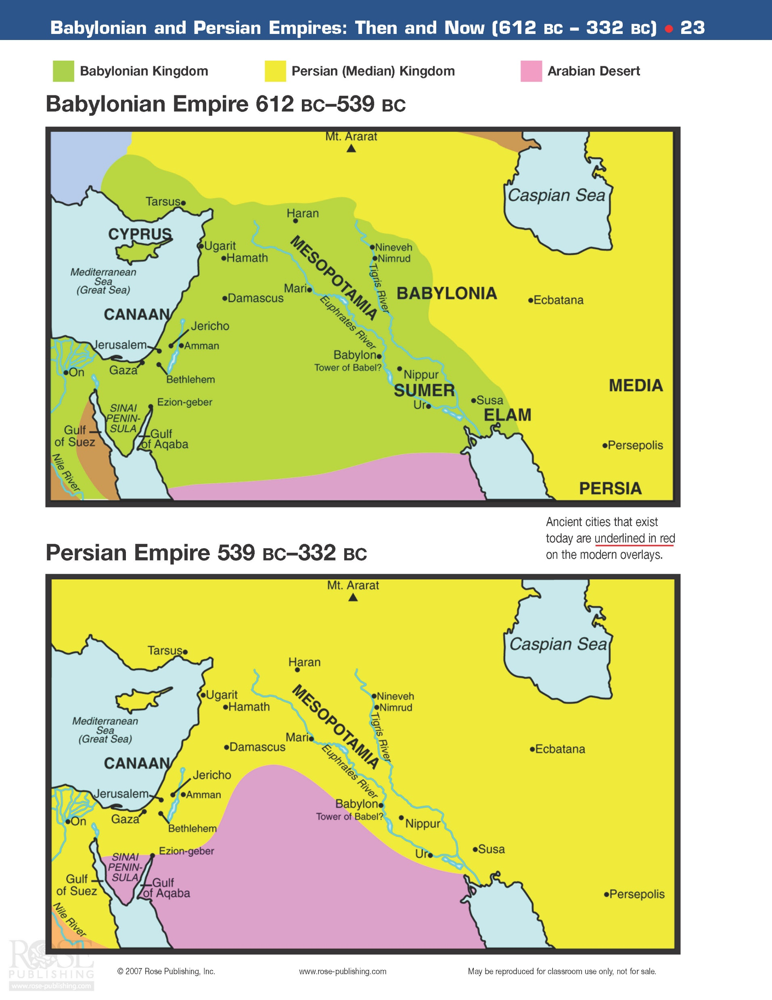 Babylonian and Persian Empires: Then and Now (612 BC – 332 BC) • 23
Babylonian Kingdom
Persian (Median) Kingdom
Arabian Desert
Babylonian Empire 612 BC–539 BC
Mt. Ararat
Caspian Sea
Tarsus
Haran
CYPRUS
Ugarit
Hamath
MESOPOTAMIA
Nineveh
Nimrud
Mediterranean
Sea
(Great Sea)
Tigris River
Mari
BABYLONIA
Damascus
Ecbatana
Euphrates River
CANAAN
Jericho
Jerusalem
Amman
Babylon
Tower of Babel?
On
Gaza
Nippur
Bethlehem
MEDIA
SUMER
Ezion-geber
Ur
Susa
SINAI
PENIN-
SULA
ELAM
Gulf
of Suez
Gulf
of Aqaba
Persepolis
Nile River
PERSIA
Ancient cities that exist
today are underlined in red
on the modern overlays.
Persian Empire 539 BC–332 BC
Mt. Ararat
Caspian Sea
Tarsus
Haran
Ugarit
Hamath
MESOPOTAMIA
Nineveh
Nimrud
Mediterranean
Sea
(Great Sea)
Tigris River
Mari
Damascus
Ecbatana
Euphrates River
CANAAN
Jericho
Jerusalem
Amman
Babylon
Tower of Babel?
On
Gaza
Nippur
Bethlehem
Ezion-geber
Ur
Susa
SINAI
PENIN-
SULA
Gulf
of Suez
Gulf
of Aqaba
Persepolis
Nile River
ROSE
PUBLISHING
www.rose-publishing.com
© 2007 Rose Publishing, Inc.
www.rose-publishing.com
May be reproduced for classroom use only, not for sale.